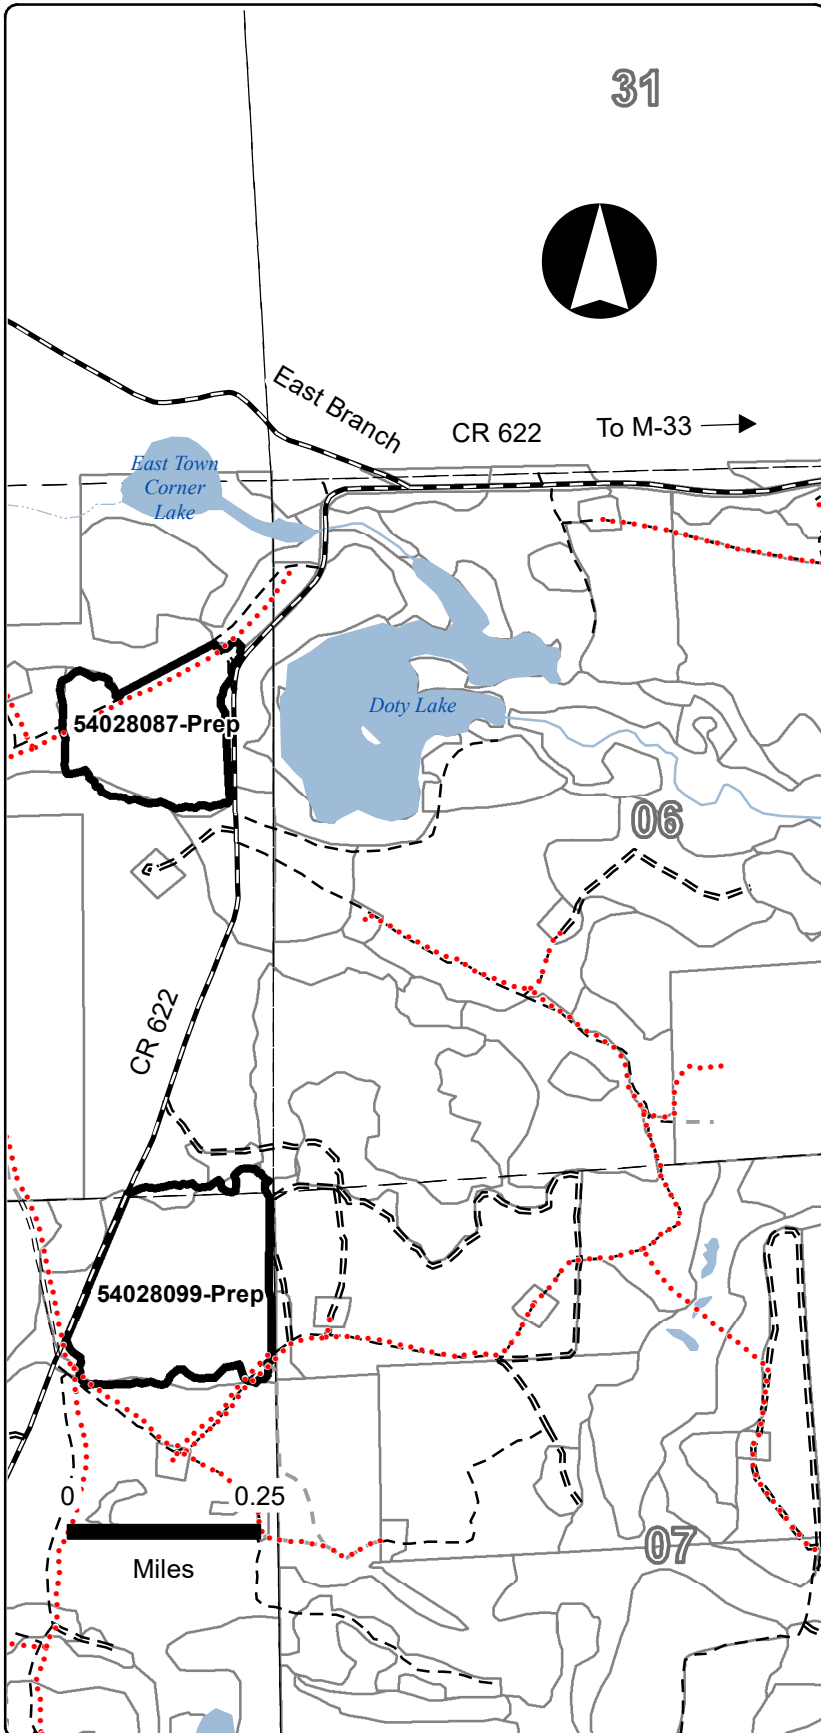 31
East Branch
CR 622
To M-33
East Town
Corner
Lake
Doty Lake
54028087-Prep
06
CR 622
54028099-Prep
0
0.25
Miles
07